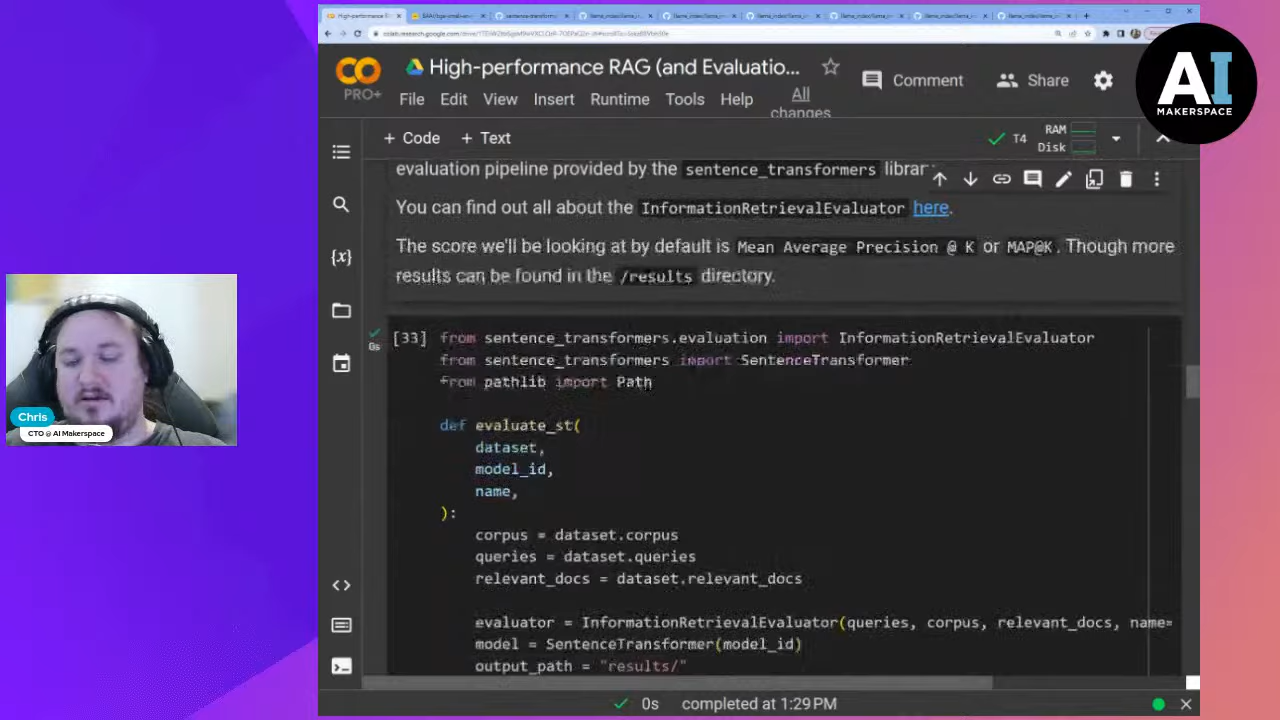 High-performance RAG (and Evaluatio...
CO
PRO+
File Edit View Insert Runtime Tools Help
All changes
Comment
Share
AI
MAKERSPACE
+ Code + Text
T4
RAM
Disk
evaluation pipeline provided by the sentence_transformers library
You can find out all about the InformationRetrievalEvaluator here.
The score we'll be looking at by default is Mean Average Precision @ K or MAP@K. Though more
results can be found in the /results directory.
{x}
[33]
0s
from sentence_transformers.evaluation import InformationRetrievalEvaluator
from sentence_transformers import SentenceTransformer
from pathlib import Path
def evaluate_st(
dataset,
model_id,
name,
):
corpus = dataset.corpus
queries = dataset.queries
relevant_docs = dataset.relevant_docs
evaluator = InformationRetrievalEvaluator(queries, corpus, relevant_docs, name=
model = SentenceTransformer(model_id)
output_path = "results/"
Chris
CTO @ AI Makerspace
0s completed at 1:29 PM